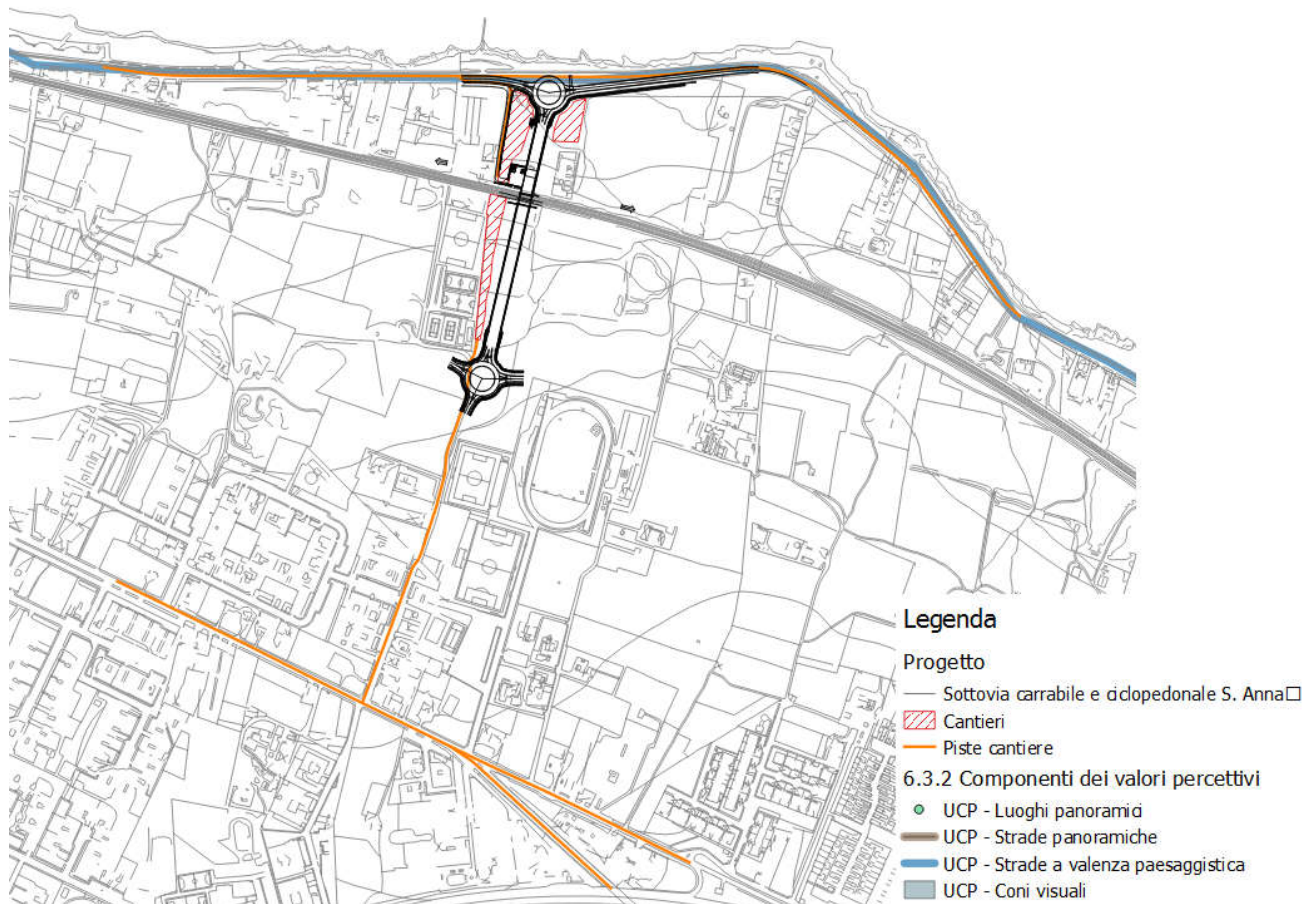 Legenda
Progetto
Sottovia carrabile e ciclopedonale S. Anna□
Cantieri
Piste cantiere
6.3.2 Componenti dei valori percettivi
UCP - Luoghi panoramici
UCP - Strade panoramiche
UCP - Strade a valenza paesaggistica
UCP - Coni visuali